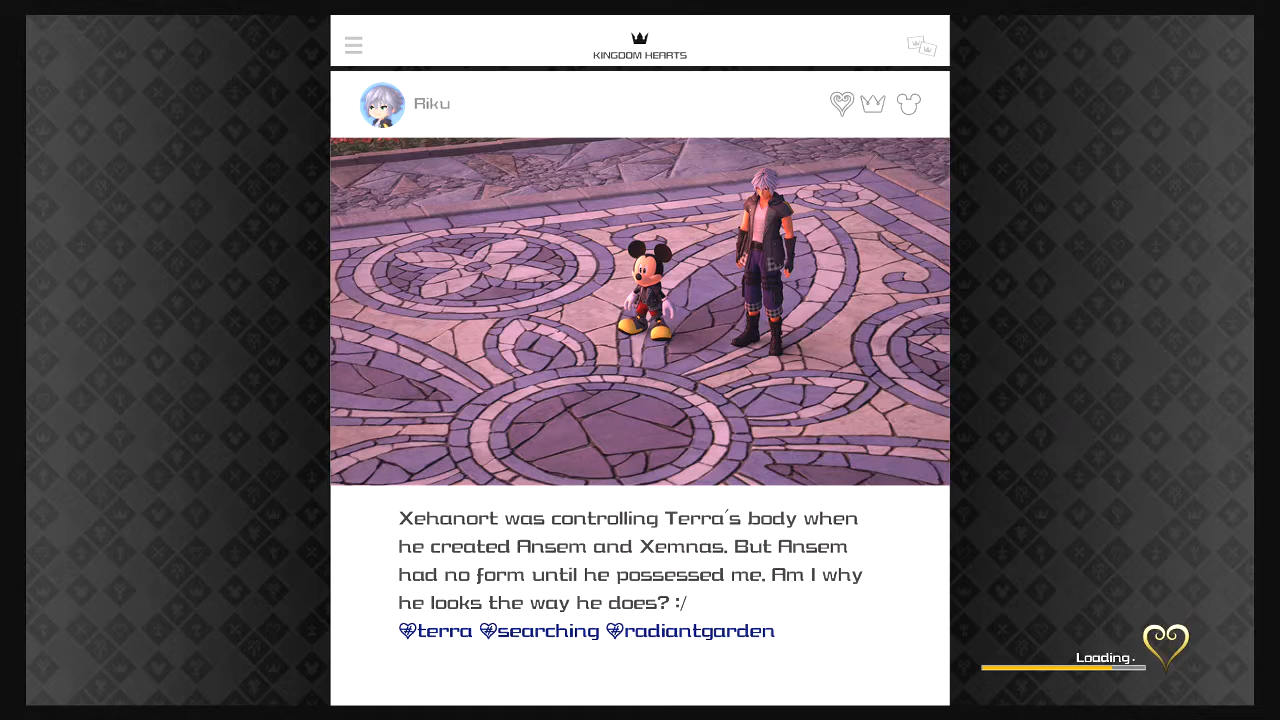 KINGDOM HEARTS
Riku
Xehanort was controlling Terra's body when
he created Ansem and Xemnas. But Ansem
had no form until he possessed me. Am I why
he looks the way he does? :/
terra searching radiantgarden
Loading.